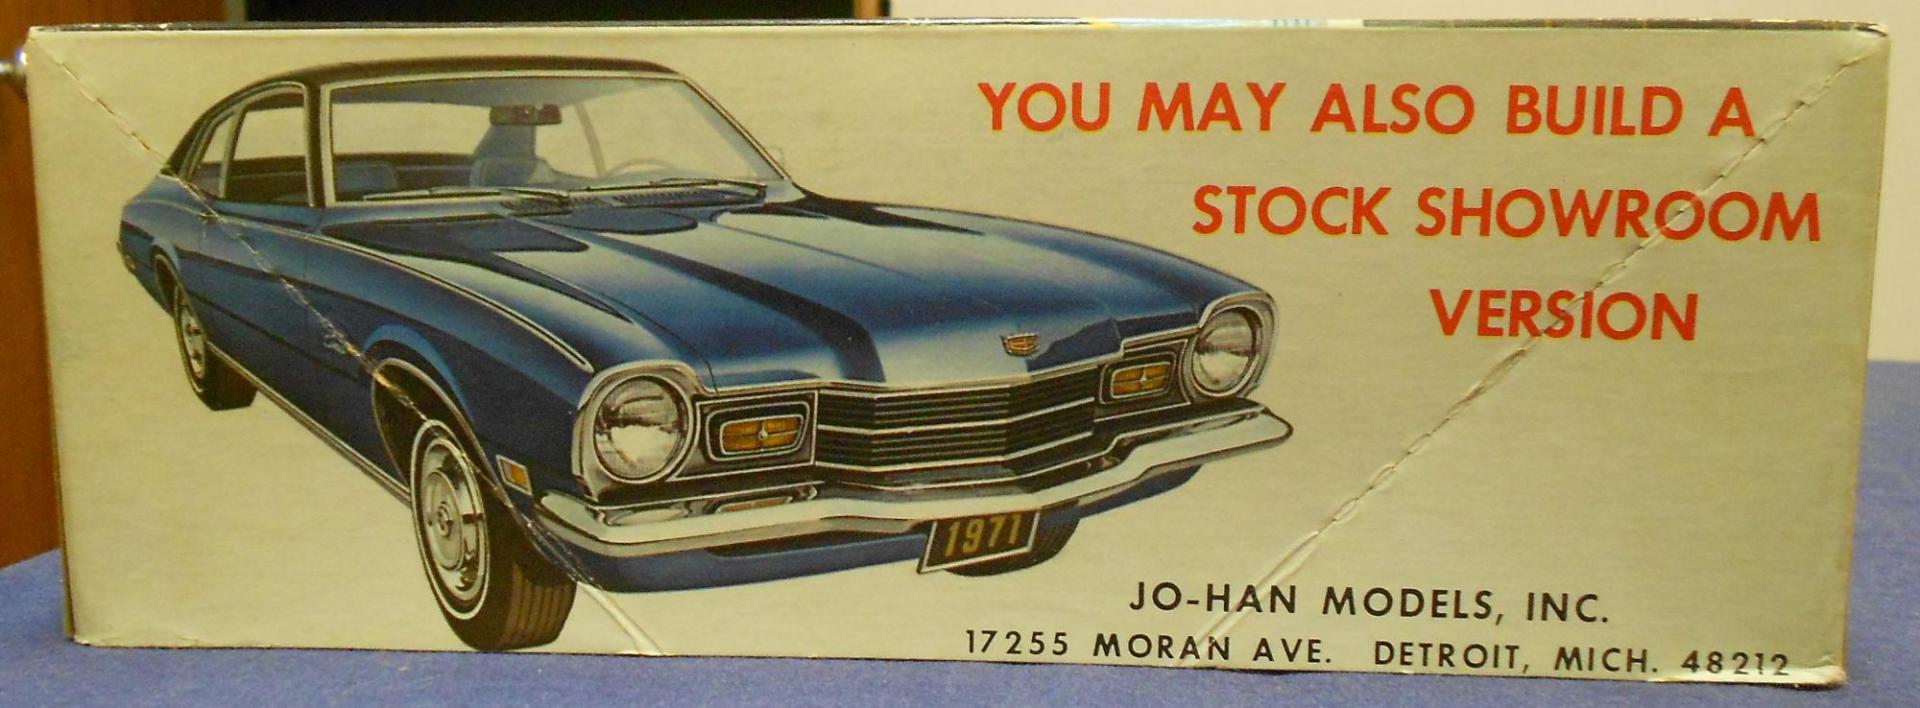 YOU MAY ALSO BUILD A
STOCK SHOWROOM
VERSION
1971
JO-HAN MODELS, INC.
17255 MORAN AVE. DETROIT, MICH. 48212